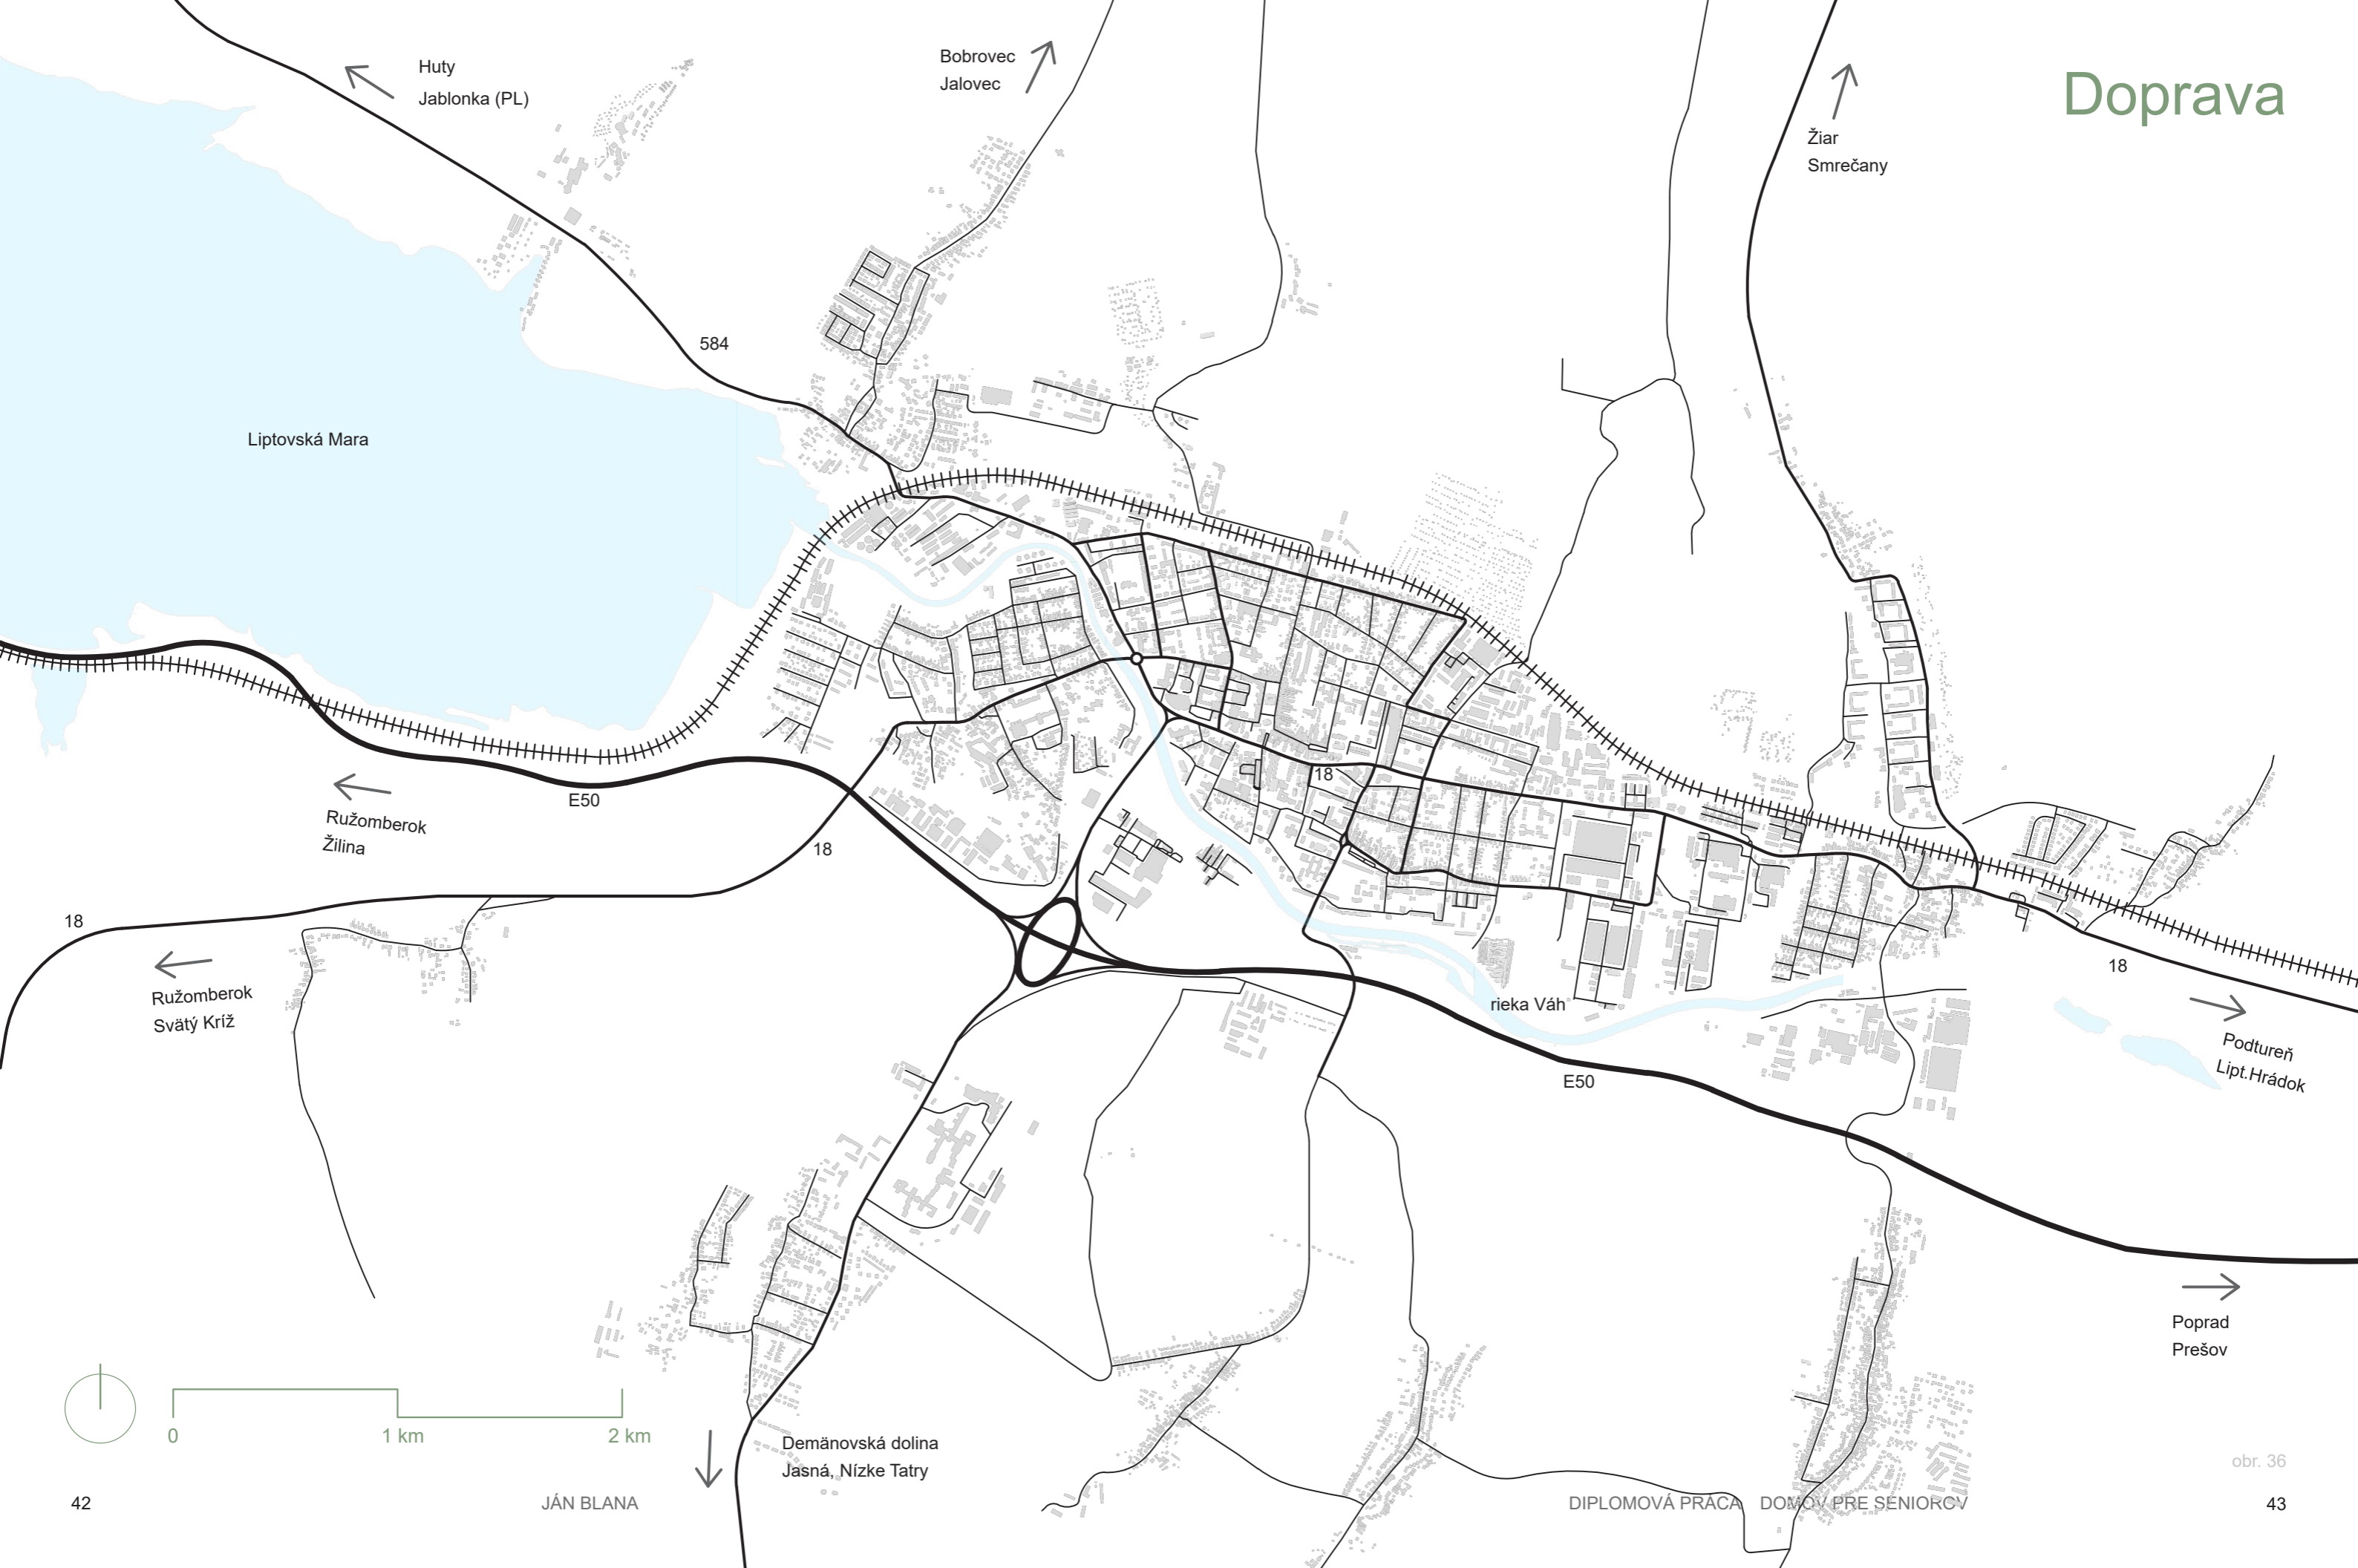 Doprava
Huty
Jablonka (PL)
Bobrovec
Jalovec
Žiar
Smrečany
584
Liptovská Mara
18
E50
Ružomberok
Žilina
18
18
Ružomberok
Svätý Kríž
18
rieka Váh
E50
Podtureň
Lipt.Hrádok
Poprad
Prešov
0
1 km
2 km
Demänovská dolina
Jasná, Nízke Tatry
obr. 36
42
JÁN BLANA
DIPLOMOVÁ PRÁCA DOMOV PRE SENIOROV
43